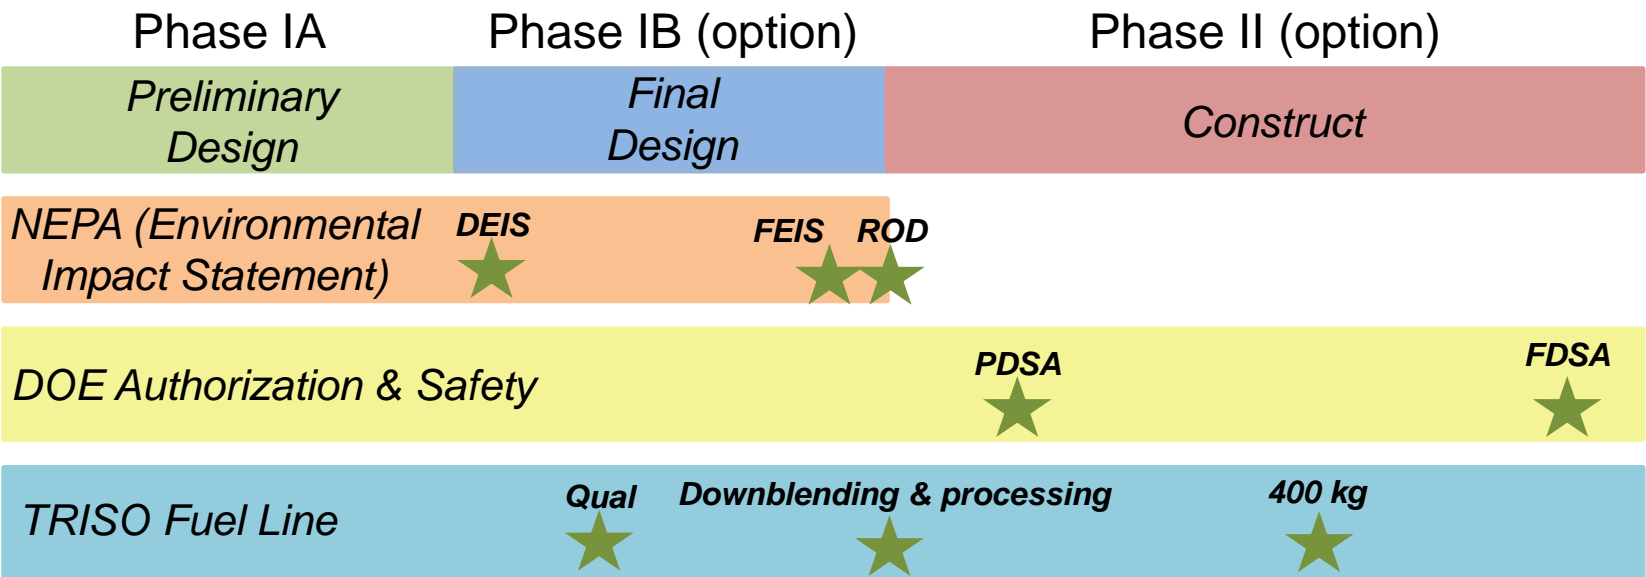 Phase IA
Phase IB (option)
Phase II (option)
Preliminary
Design
Final
Design
Construct
NEPA (Environmental
Impact Statement)
DEIS
FEIS
ROD
DOE Authorization & Safety
PDSA
FDSA
TRISO Fuel Line
Qual
Downblending & processing
400 kg